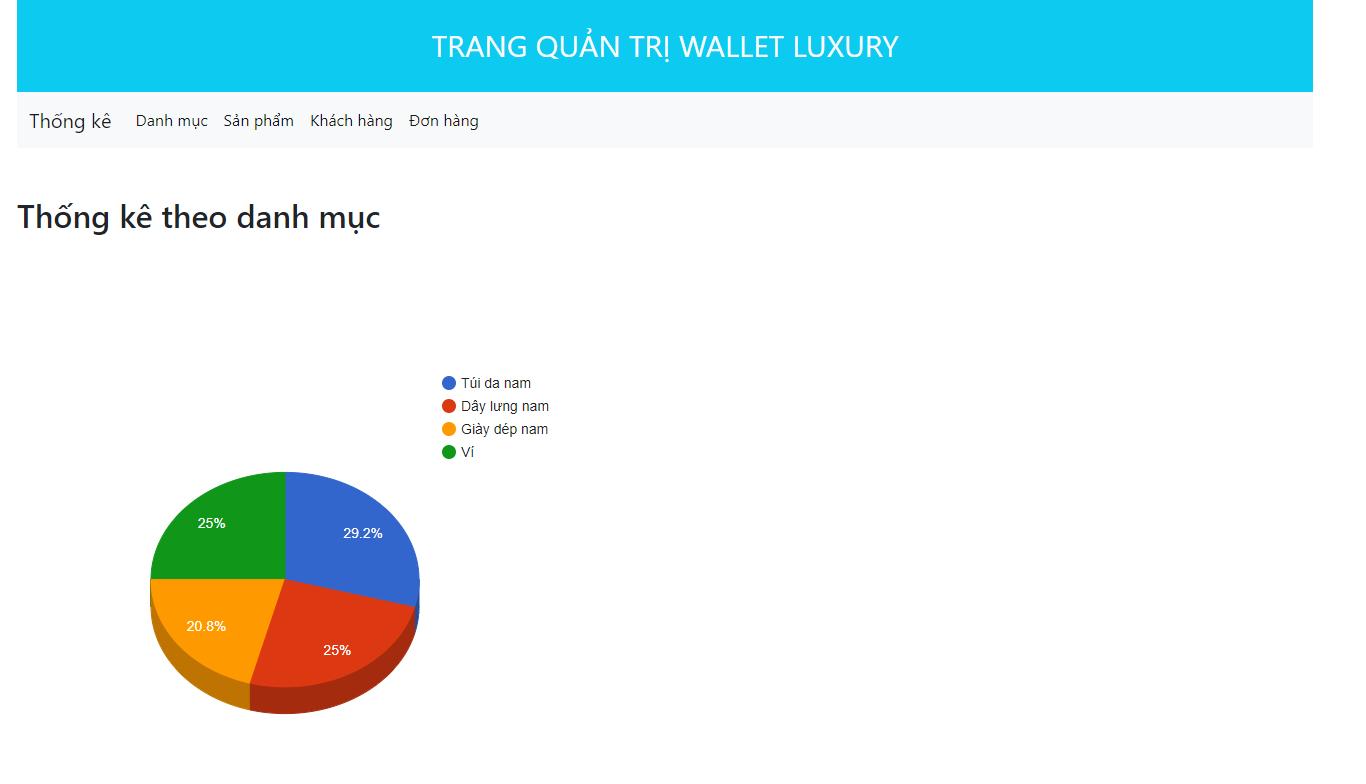 TRANG QUẢN TRỊ WALLET LUXURY
Thống kê Danh mục Sản phẩm Khách hàng Đơn hàng
Thống kê theo danh mục
Túi da nam
Dây lưng nam
Giày dép nam
Ví
25%
29.2%
20.8%
25%